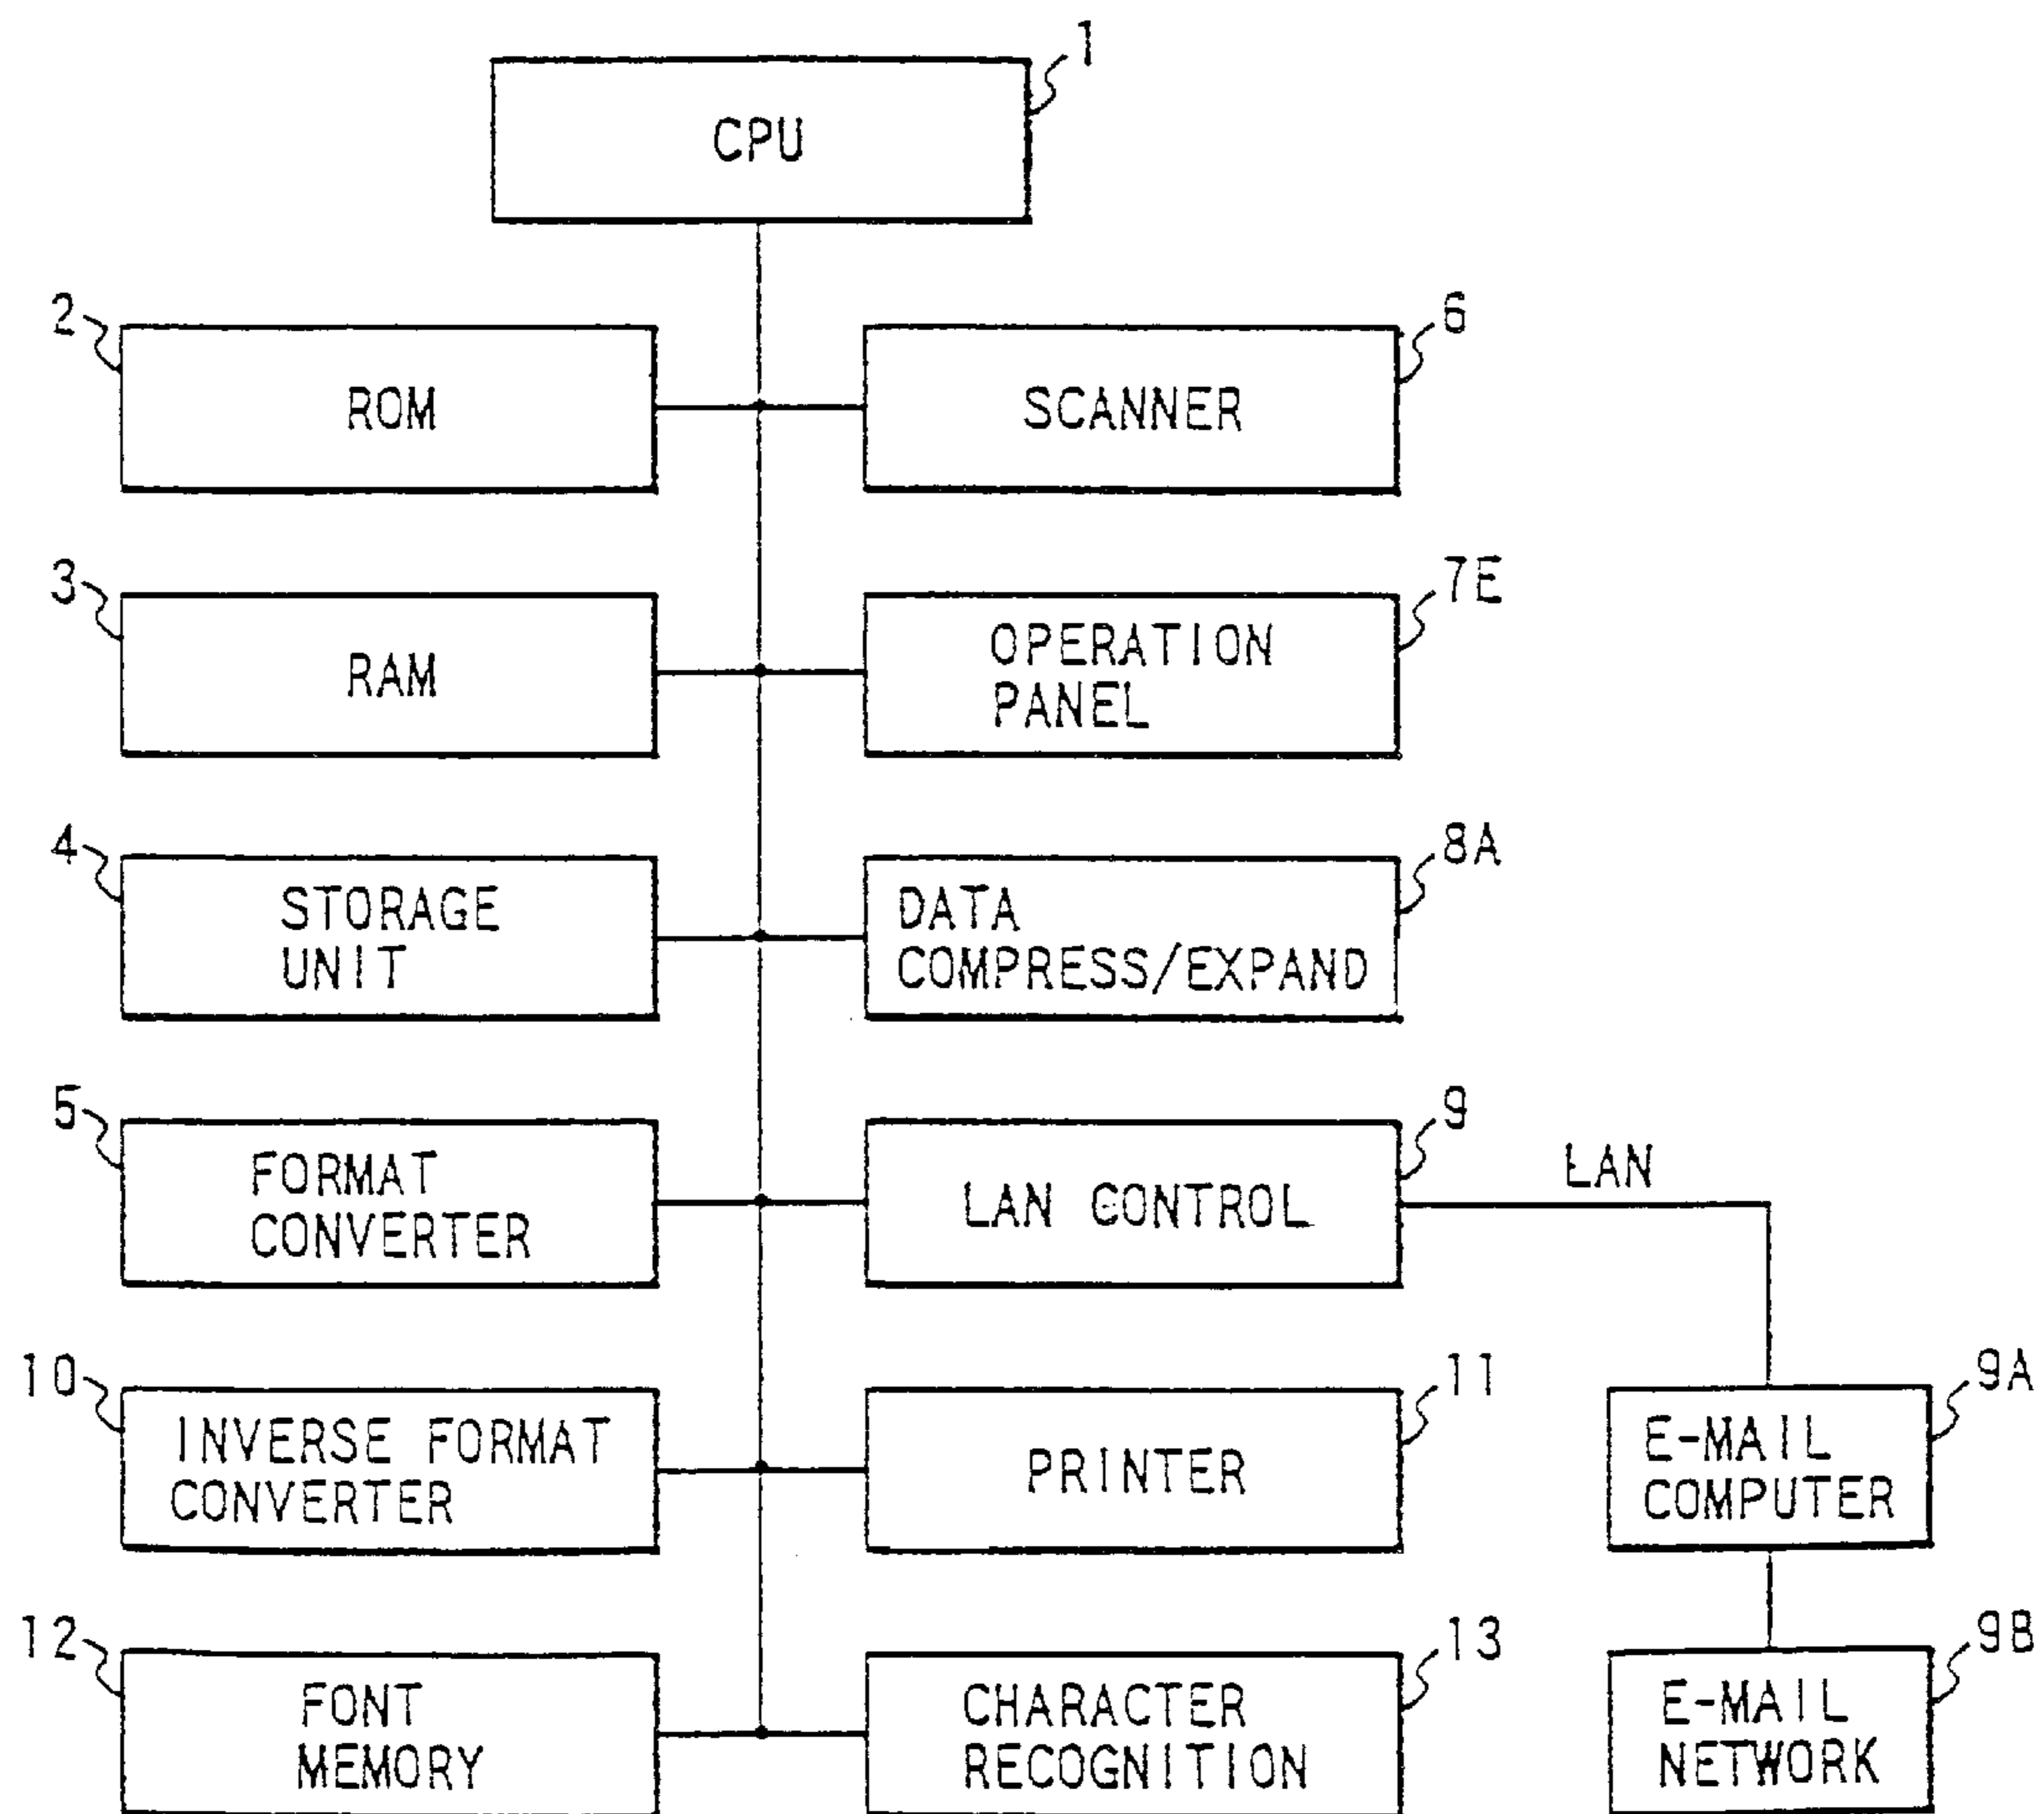 1
CPU
2
ROM
6
SCANNER
3
RAM
7E
OPERATION
PANEL
4
STORAGE
UNIT
8A
DATA
COMPRESS/EXPAND
5
FORMAT
CONVERTER
9
LAN CONTROL
LAN
10
INVERSE FORMAT
CONVERTER
11
PRINTER
9A
E-MAIL
COMPUTER
12
FONT
MEMORY
13
CHARACTER
RECOGNITION
9B
E-MAIL
NETWORK